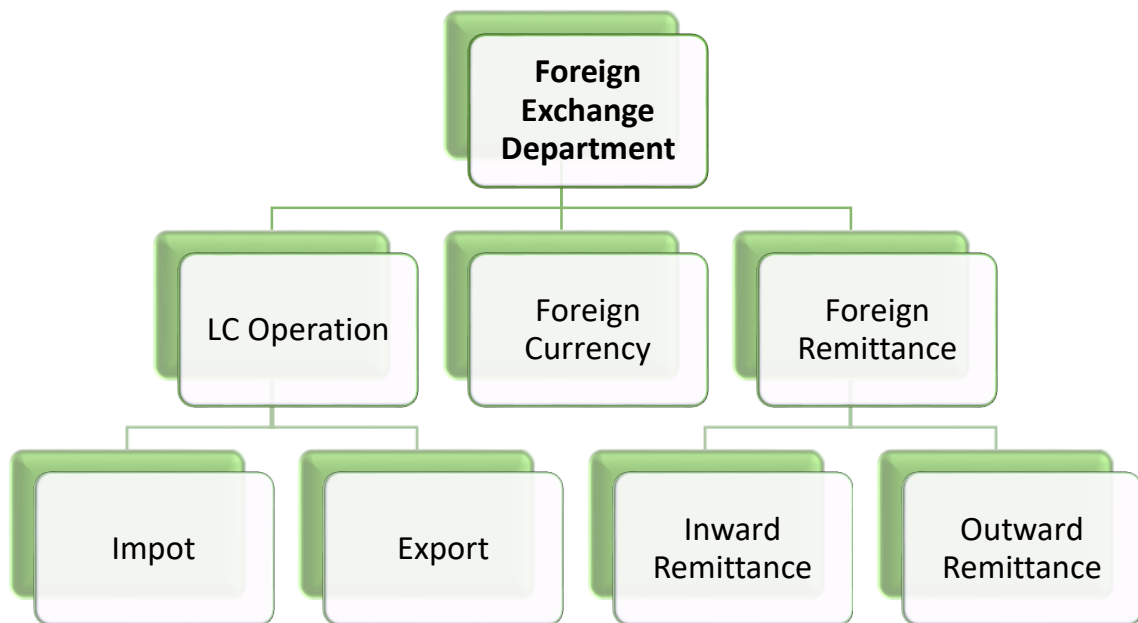 Foreign
Exchange
Department
LC Operation
Foreign
Currency
Foreign
Remittance
Impot
Export
Inward
Remittance
Outward
Remittance